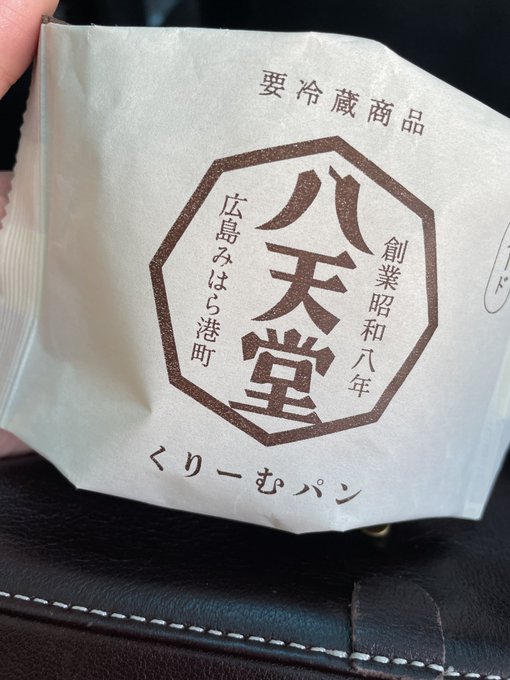 要冷蔵商品
創業昭和八年
八天堂
広島みはら港町
くりーむパン